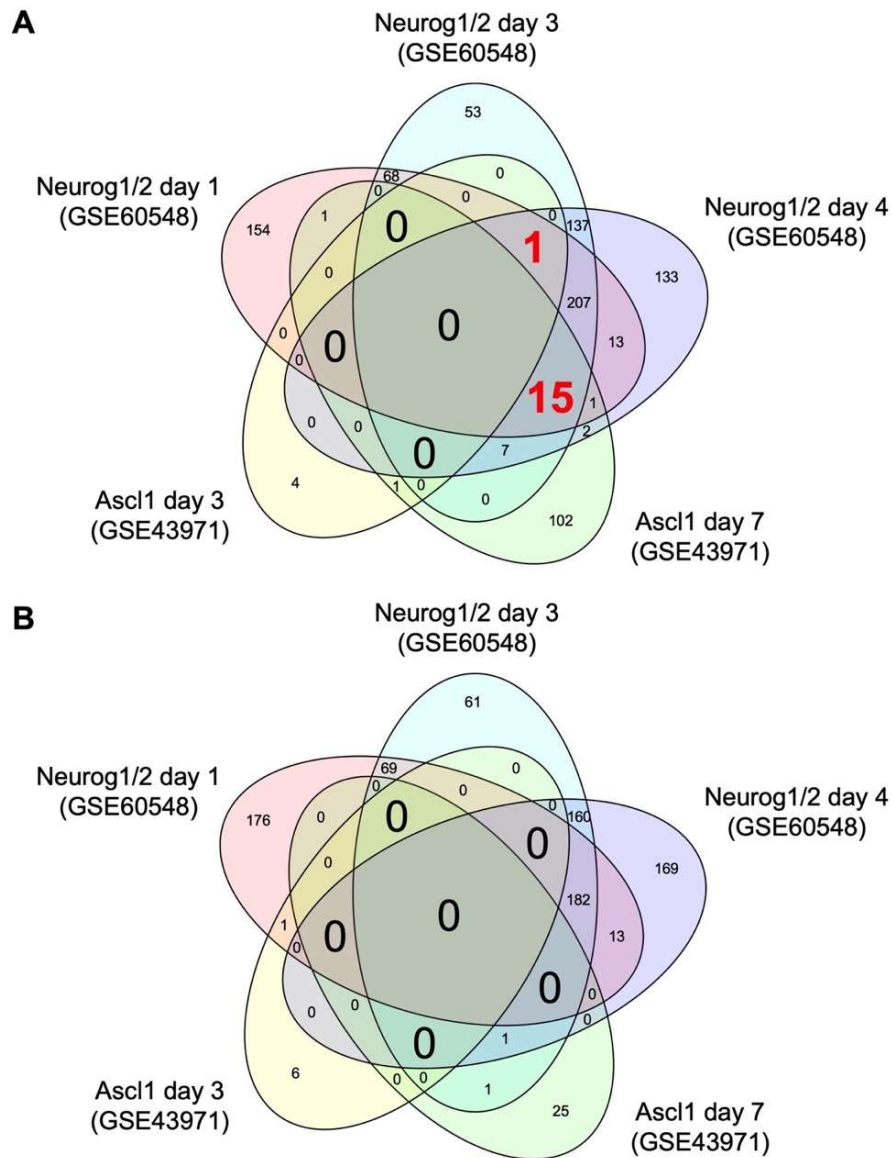 A
Neurog1/2 day 3
(GSE60548)
53
0
68
0
0
0
137
Neurog1/2 day 1
(GSE60548)
154
1
0
1
Neurog1/2 day 4
(GSE60548)
133
0
207
0
0
0
0
13
15
1
0
0
0
7
2
4
1
0
0
102
Ascl1 day 3
(GSE43971)
Ascl1 day 7
(GSE43971)
B
Neurog1/2 day 3
(GSE60548)
61
0
69
0
0
0
160
Neurog1/2 day 1
(GSE60548)
176
0
0
0
Neurog1/2 day 4
(GSE60548)
169
0
182
1
0
0
0
13
0
0
0
0
0
1
0
6
0
0
1
25
Ascl1 day 3
(GSE43971)
Ascl1 day 7
(GSE43971)